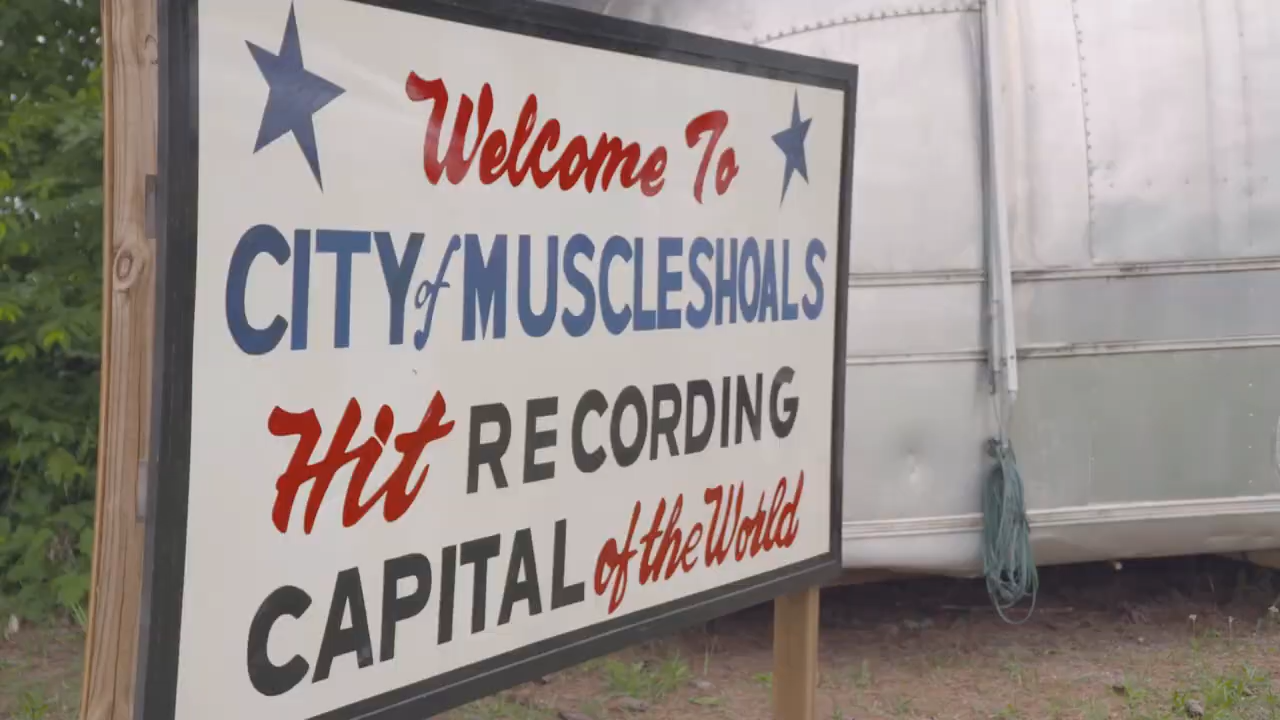 Welcome To
CITY of MUSCLE SHOALS
Hit RECORDING
CAPITAL of the World